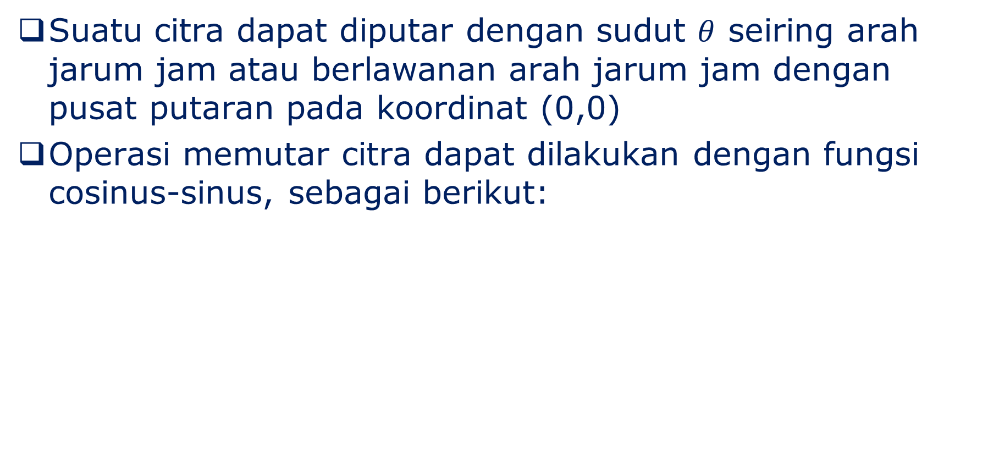 ❑Suatu citra dapat diputar dengan sudut 𝜃 seiring arah
jarum jam atau berlawanan arah jarum jam dengan
pusat putaran pada koordinat (0,0)
❑Operasi memutar citra dapat dilakukan dengan fungsi
cosinus-sinus, sebagai berikut: